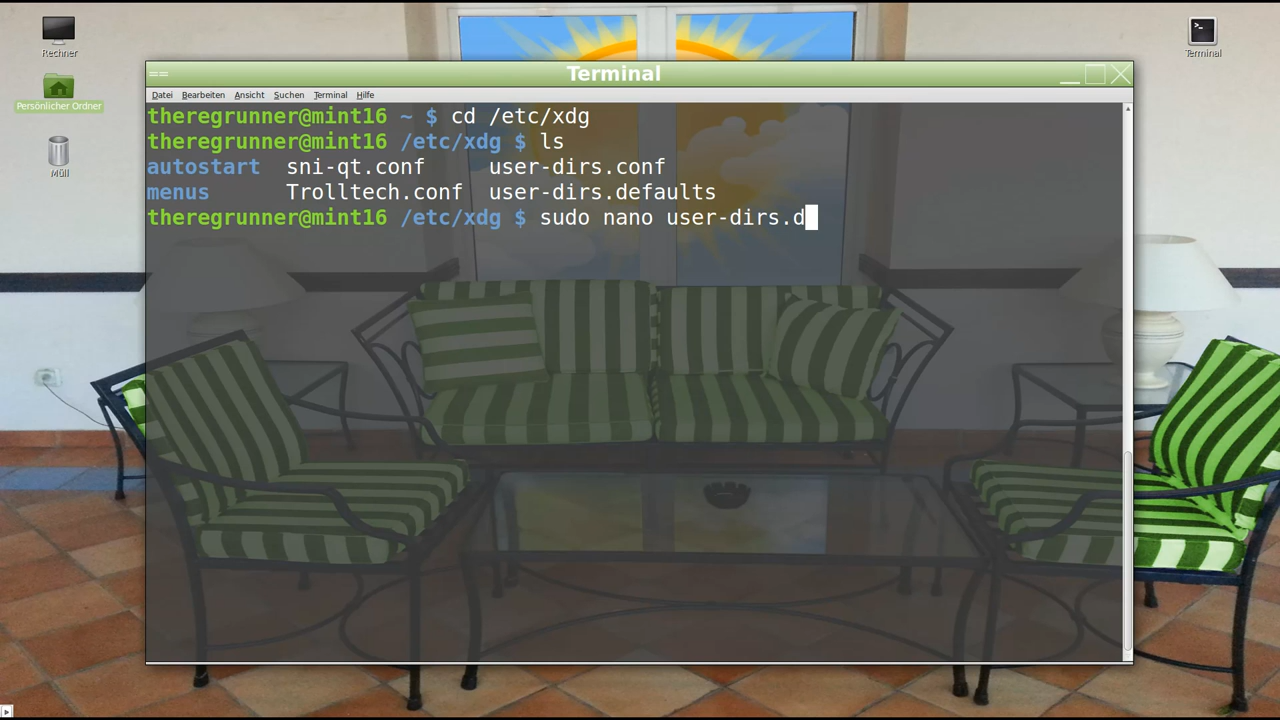 Rechner
Persönlicher Ordner
Müll
Terminal
>_
Terminal
Datei Bearbeiten Ansicht Suchen Terminal Hilfe
theregrunner@mint16 ~ $ cd /etc/xdg
theregrunner@mint16 /etc/xdg $ ls
autostart sni-qt.conf user-dirs.conf
menus Trolltech.conf user-dirs.defaults
theregrunner@mint16 /etc/xdg $ sudo nano user-dirs.d